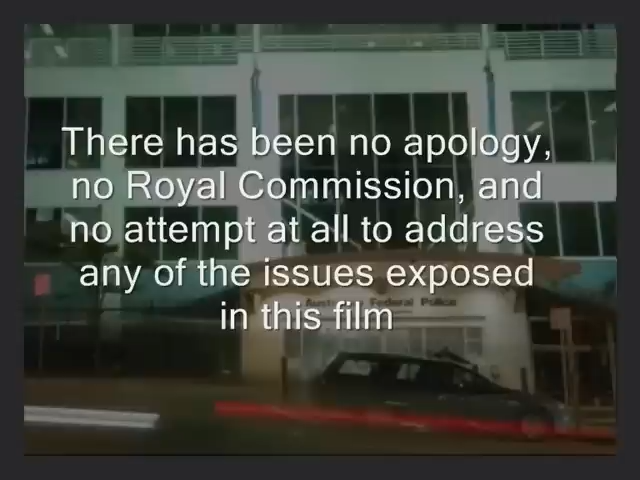 There has been no apology,
no Royal Commission, and
no attempt at all to address
any of the issues exposed
in this film
Australian Federal Police